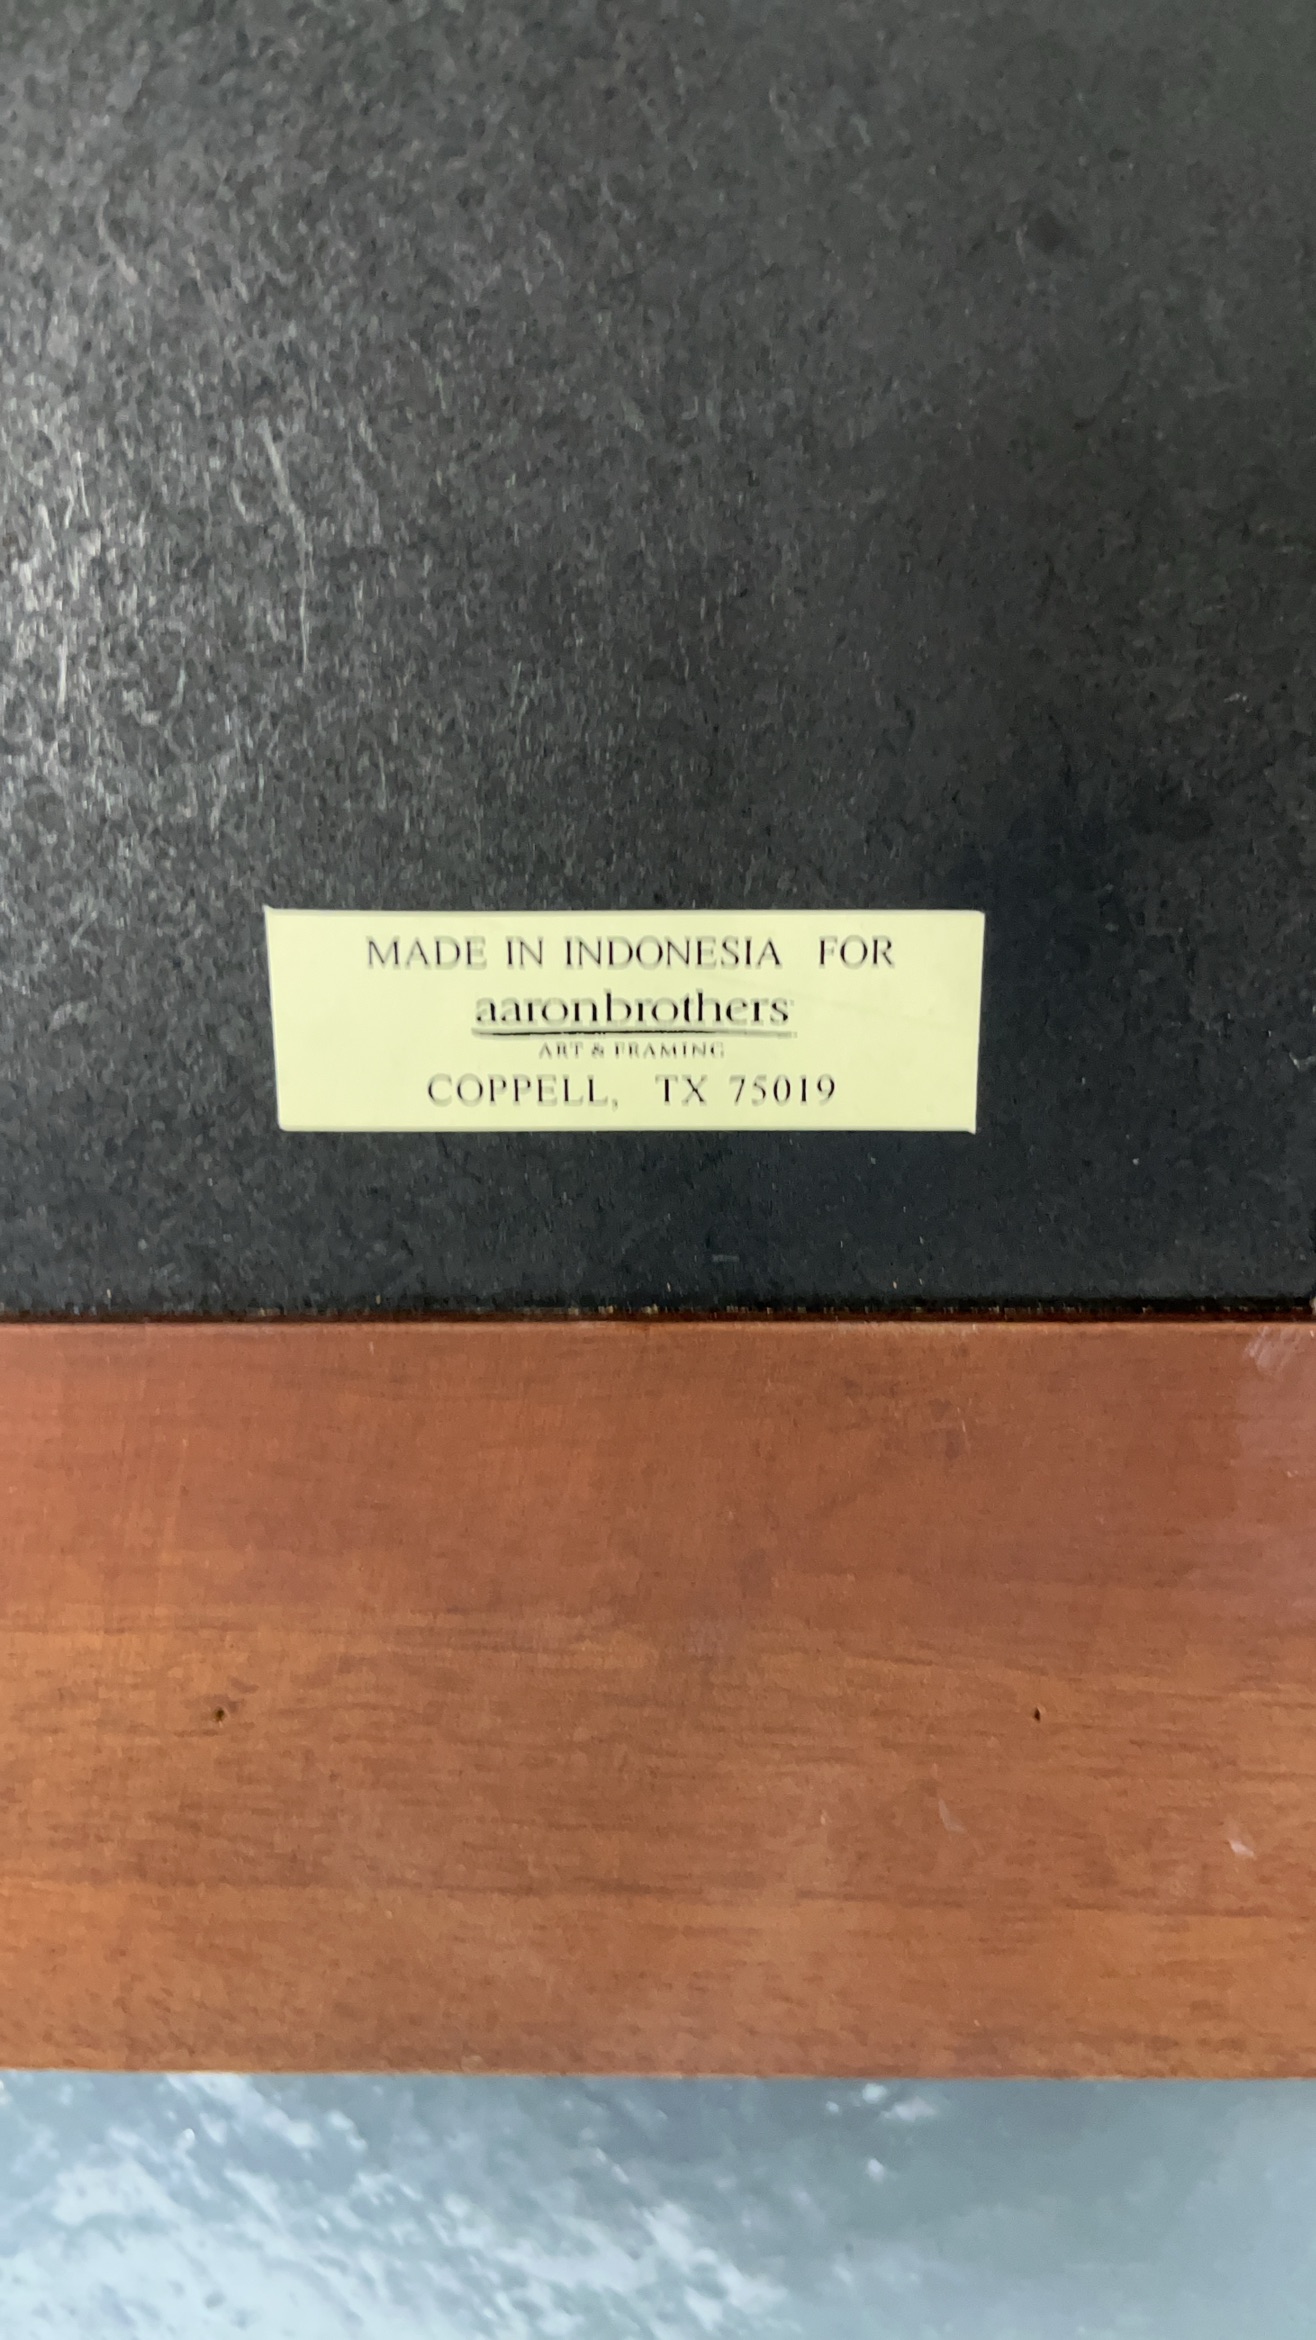 MADE IN INDONESIA FOR
aaronbrothers
ART & FRAMING
COPPELL, TX 75019